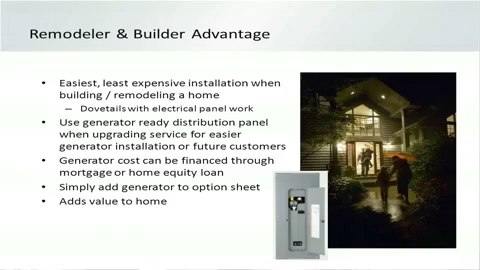 Remodeler & Builder Advantage
• Easiest, least expensive installation when
building / remodeling a home
– Dovetails with electrical panel work
• Use generator ready distribution panel
when upgrading service for easier
generator installation or future customers
• Generator cost can be financed through
mortgage or home equity loan
• Simply add generator to option sheet
• Adds value to home